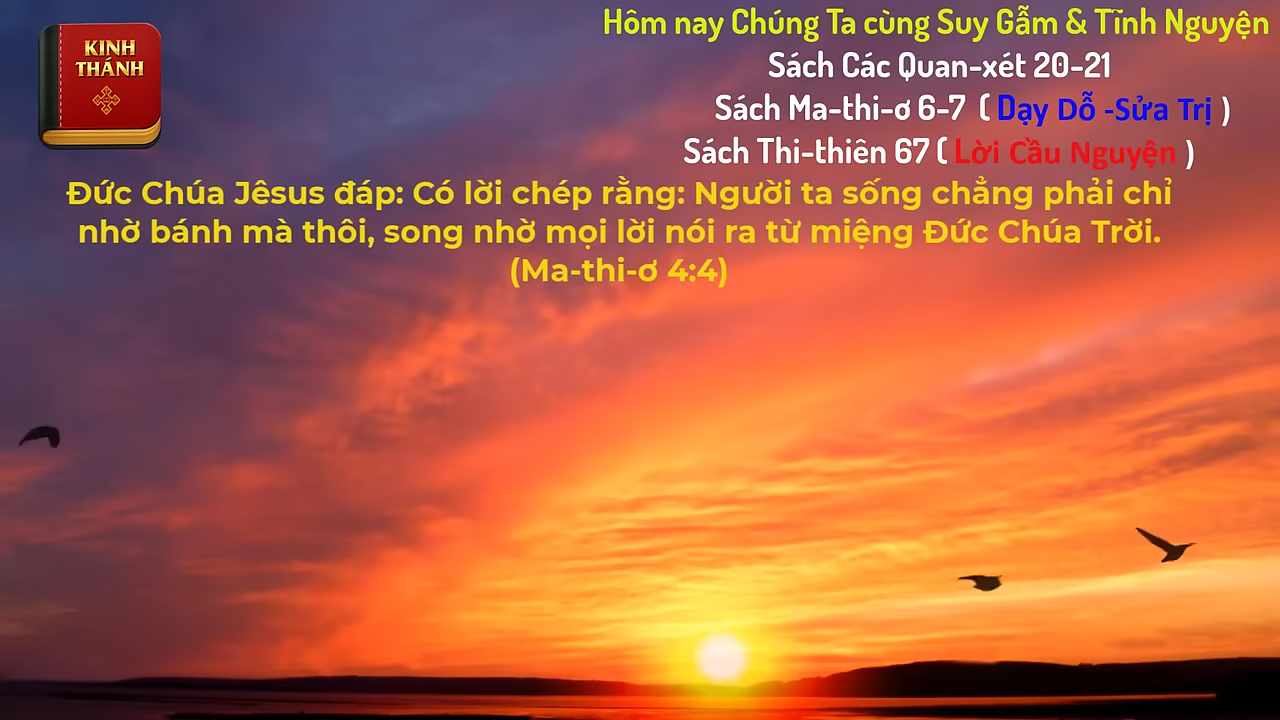 KINH
THÁNH
Hôm nay Chúng Ta cùng Suy Gẫm & Tĩnh Nguyện
Sách Các Quan-xét 20-21
Sách Ma-thi-ơ 6-7 ( Dạy Dỗ -Sửa Trị )
Sách Thi-thiên 67 ( Lời Cầu Nguyện )
Đức Chúa Jêsus đáp: Có lời chép rằng: Người ta sống chẳng phải chỉ
nhờ bánh mà thôi, song nhờ mọi lời nói ra từ miệng Đức Chúa Trời.
(Ma-thi-ơ 4:4)